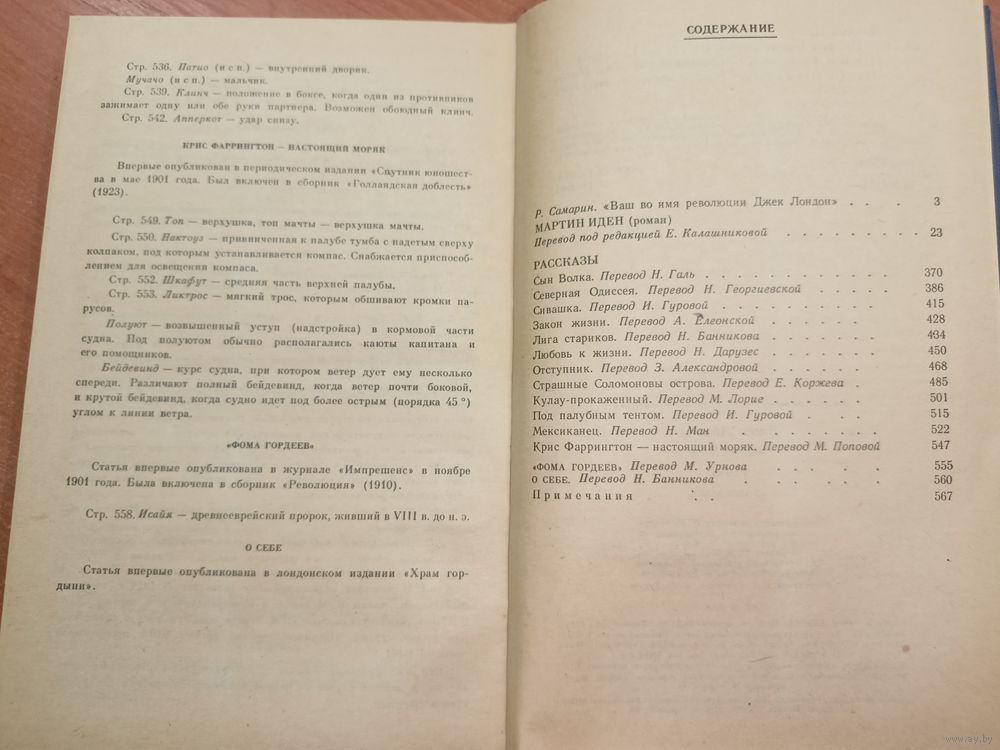 Стр. 536. Патио (исп.) — внутренний дворик.
Мучачо (исп.) — мальчик.
Стр. 539. Клинч — положение в боксе, когда один из противников
зажимает одну или обе руки партнера. Возможен обоюдный клинч.
Стр. 542. Апперкот — удар снизу.
КРИС ФАРРИНГТОН — НАСТОЯЩИЙ МОРЯК
Впервые опубликован в периодическом издании «Спутник юношест-
ва в мае 1901 года. Был включен в сборник «Голландская доблесть»
(1923).
Стр. 549. Топ — верхушка, топ мачты — верхушка мачты.
Стр. 550. Нактоуз — привинченная к палубе тумба с надетым сверху
колпаком, под которым устанавливается компас. Снабжается приспособ-
лением для освещения компаса.
Стр. 552. Шкафут — средняя часть верхней палубы.
Стр. 553. Ликтрос — мягкий трос, которым обшивают кромки па-
русов.
Полуют — возвышенный уступ (надстройка) в кормовой части
судна. Под полуютом обычно располагались каюты капитана и
его помощников.
Бейдевинд — курс судна, при котором ветер дует ему несколько
спереди. Различают полный бейдевинд, когда ветер почти боковой,
и крутой бейдевинд, когда судно идет под более острым (порядка 45°)
углом к линии ветра.
«ФОМА ГОРДЕЕВ»
Статья впервые опубликована в журнале «Импрешенс» в ноябре
1901 года. Была включена в сборник «Революция» (1910).
Стр. 558. Исайя — древнееврейский пророк, живший в VIII в. до н. э.
О СЕБЕ
Статья впервые опубликована в лондонском издании «Храм гор-
дыни».
СОДЕРЖАНИЕ
Р. Самарин. «Ваш во имя революции Джек Лондон» . . . 3
МАРТИН ИДЕН (роман)
Перевод под редакцией Е. Калашниковой . . . . . . . . . 23
РАССКАЗЫ
Сын Волка. Перевод Н. Галь . . . . . . . . . . 370
Северная Одиссея. Перевод Н. Георгиевской . . . . . 386
Сивашка. Перевод И. Гуровой . . . . . . . . . 415
Закон жизни. Перевод А. Елеонской . . . . . . 428
Лига стариков. Перевод Н. Банникова . . . . . . 434
Любовь к жизни. Перевод Н. Дарузес . . . . . . 450
Отступник. Перевод З. Александровой . . . . . . 468
Страшные Соломоновы острова. Перевод Е. Коржева . 485
Кулау-прокаженный. Перевод М. Лорие . . . . . 501
Под палубным тентом. Перевод И. Гуровой . . . 515
Мексиканец. Перевод Н. Ман . . . . . . . 522
Крис Фаррингтон — настоящий моряк. Перевод М. Поповой 547
«ФОМА ГОРДЕЕВ» Перевод М. Урнова . . . . 555
О СЕБЕ. Перевод Н. Банникова . . . . . 560
Примечания . . 567
www.ay.by